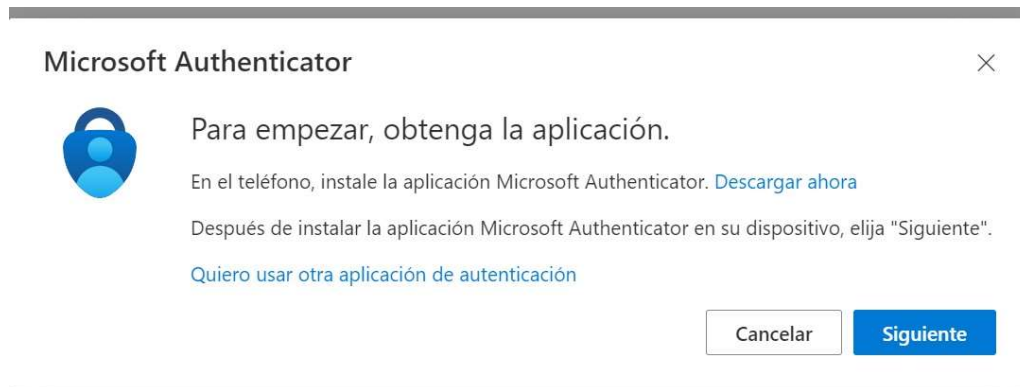 Microsoft Authenticator
Para empezar, obtenga la aplicación.
En el teléfono, instale la aplicación Microsoft Authenticator. Descargar ahora
Después de instalar la aplicación Microsoft Authenticator en su dispositivo, elija "Siguiente".
Quiero usar otra aplicación de autenticación
Cancelar Siguiente